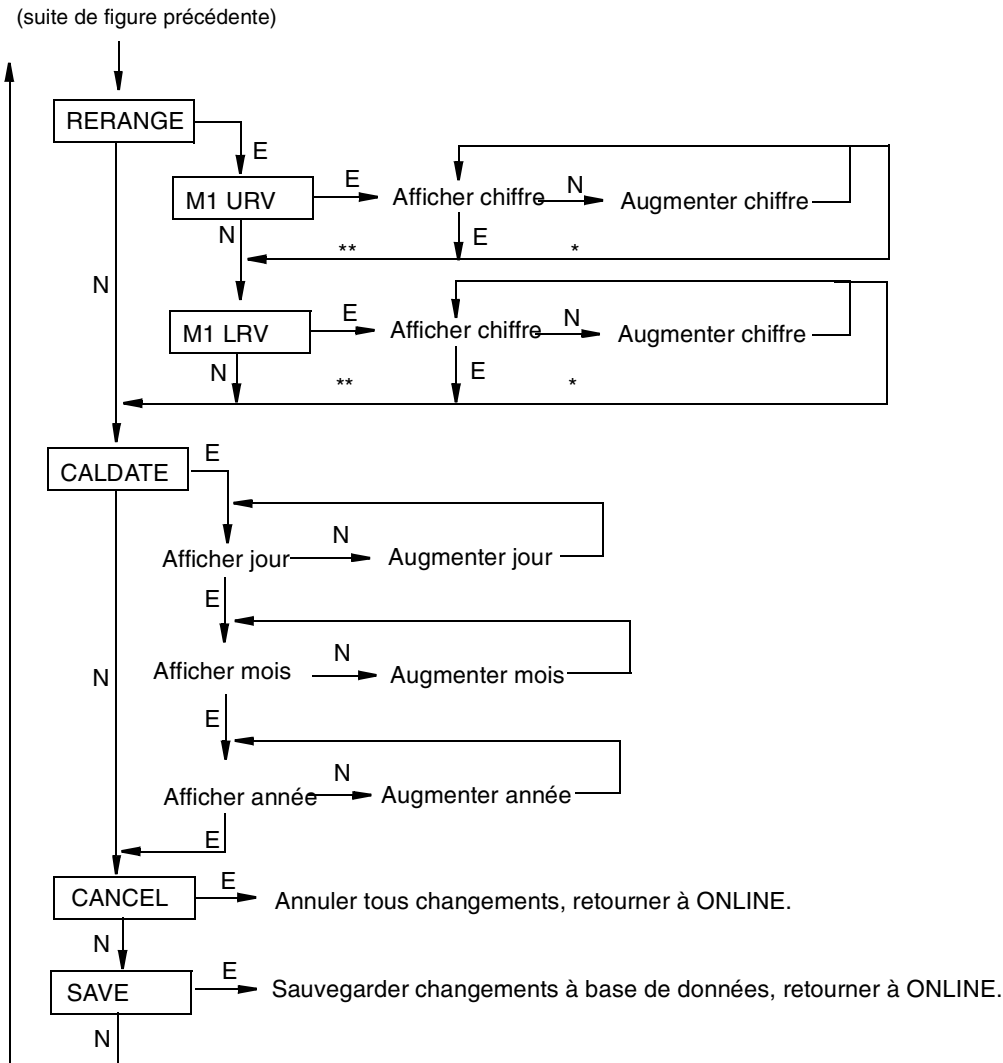 (suite de figure précédente)
RERANGE
E
M1 URV
E
Afficher chiffre
N
Augmenter chiffre
N
**
E
*
N
M1 LRV
E
Afficher chiffre
N
Augmenter chiffre
N
**
E
*
CALDATE
E
Afficher jour
N
Augmenter jour
E
N
Afficher mois
N
Augmenter mois
E
Afficher année
N
Augmenter année
E
CANCEL
E
Annuler tous changements, retourner à ONLINE.
N
SAVE
E
Sauvegarder changements à base de données, retourner à ONLINE.
N